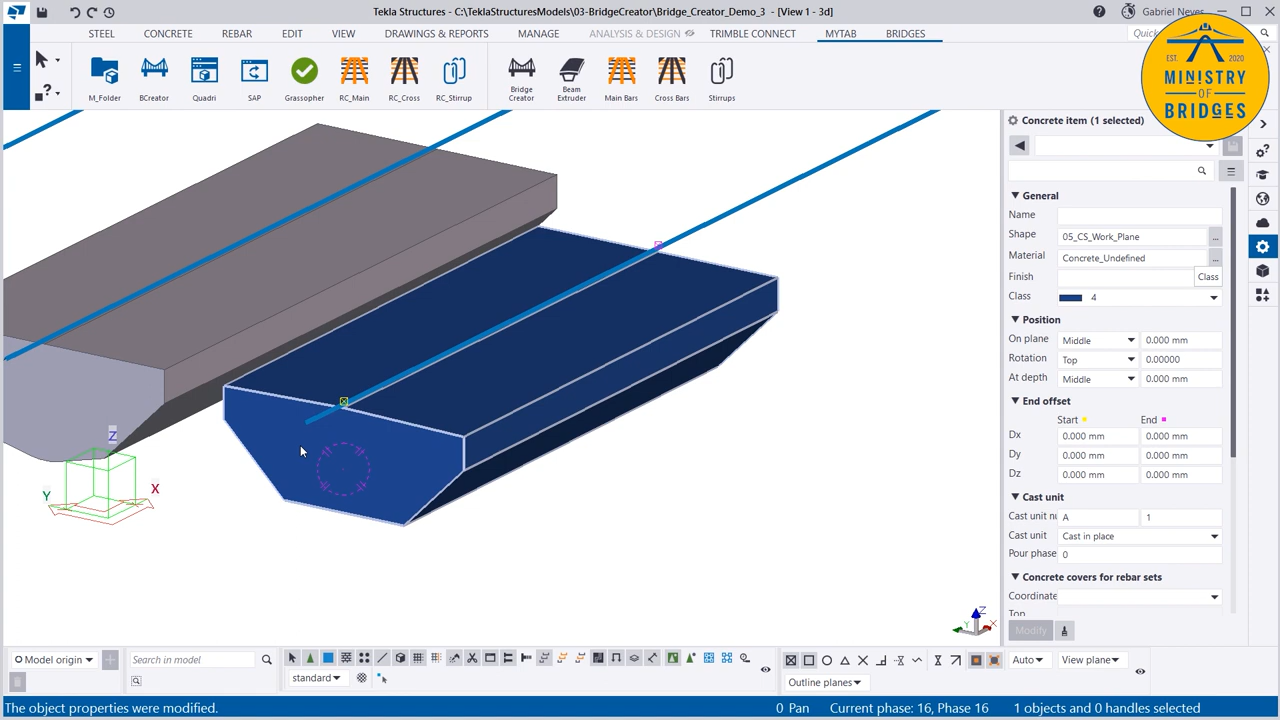 Tekla Structures - C:\TeklaStructuresModels\03-BridgeCreator\Bridge_Creator_Demo_3 - [View 1 - 3d]
Gabriel Neves
STEEL CONCRETE REBAR EDIT VIEW DRAWINGS & REPORTS MANAGE ANALYSIS & DESIGN TRIMBLE CONNECT MYTAB BRIDGES
EST. 2020
MINISTRY
OF
BRIDGES
M_Folder BCreator Quadri SAP Grassopher RC_Main RC_Cross RC_Stirrup Bridge Creator Beam Extruder Main Bars Cross Bars Stirrups
Concrete item (1 selected)
General
Name
Shape 05_CS_Work_Plane ...
Material Concrete_Undefined ...
Finish
Class
Class 4
Position
On plane Middle 0.000 mm
Rotation Top 0.00000
At depth Middle 0.000 mm
End offset
Start End
Dx 0.000 mm 0.000 mm
Dy 0.000 mm 0.000 mm
Dz 0.000 mm 0.000 mm
Cast unit
Cast unit nu A 1
Cast unit Cast in place
Pour phase 0
Concrete covers for rebar sets
Coordinate
Top
Modify
Z
Y
X
Z
Y
X
Model origin Search in model
standard
Auto View plane
Outline planes
The object properties were modified. 0 Pan Current phase: 16, Phase 16 1 objects and 0 handles selected